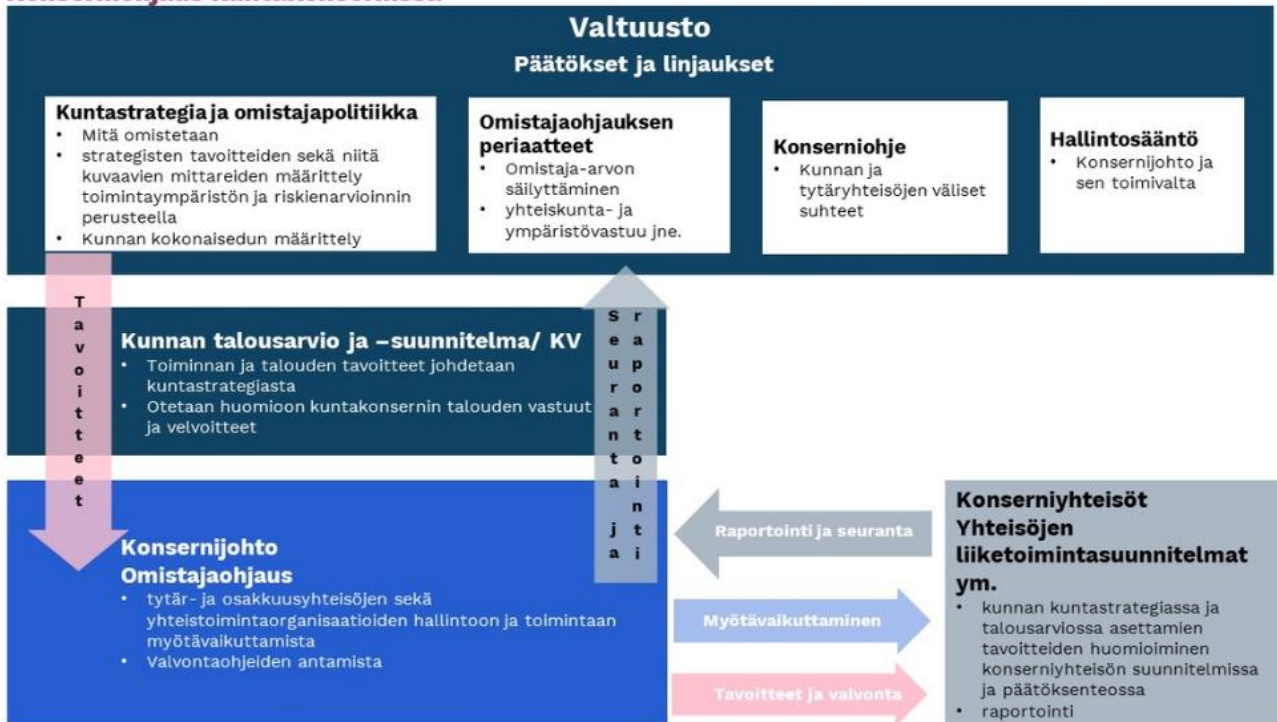 Valtuusto
Päätökset ja linjaukset
Kuntastrategia ja omistajapolitiikka
• Mitä omistetaan
• strategisten tavoitteiden sekä niitä
kuvaavien mittareiden määrittely
toimintaympäristön ja riskienarvioinnin
perusteella
• Kunnan kokonaisedun määrittely
Omistajaohjauksen
periaatteet
• Omistaja-arvon
säilyttäminen
• yhteiskunta- ja
ympäristövastuu jne.
Konserniohje
• Kunnan ja
tytäryhteisöjen väliset
suhteet
Hallintosääntö
• Konsernijohto ja
sen toimivalta
Tavoitteet
Seuranta ja
raportointi
Kunnan talousarvio ja –suunnitelma/ KV
• Toiminnan ja talouden tavoitteet johdetaan
kuntastrategiasta
• Otetaan huomioon kuntakonsernin talouden vastuut
ja velvoitteet
Konsernijohto
Omistajaohjaus
• tytär- ja osakkuusyhteisöjen sekä
yhteistoimintaorganisaatioiden hallintoon ja toimintaan
myötävaikuttamista
• Valvontaohjeiden antamista
Raportointi ja seuranta
Myötävaikuttaminen
Tavoitteet ja valvonta
Konserniyhteisöt
Yhteisöjen
liiketoimintasuunnitelmat
ym.
• kunnan kuntastrategiassa ja
talousarviossa asettamien
tavoitteiden huomioiminen
konserniyhteisön suunnitelmissa
ja päätöksenteossa
• raportointi